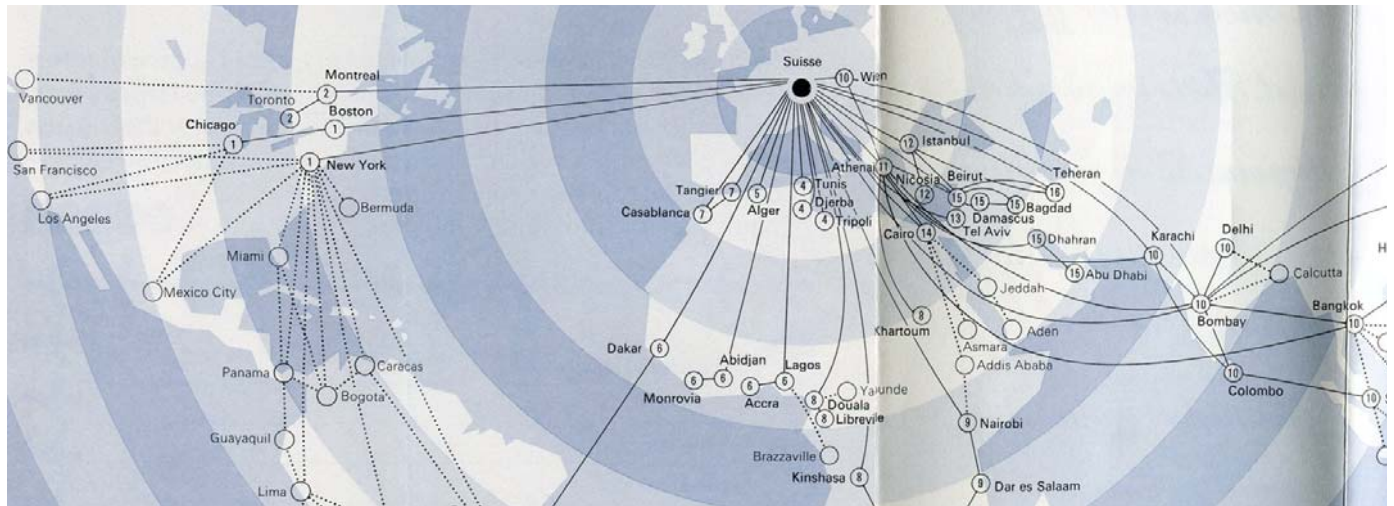 Suisse
10
Wien
Montreal
2
Toronto
2
Boston
1
Vancouver
Chicago
1
San Francisco
Los Angeles
New York
1
Bermuda
Tangier
7
Casablanca
7
Alger
5
Tunis
4
Djerba
4
Tripoli
4
Athenai
11
Istanbul
12
Nicosia
12
Beirut
15
Teheran
16
Damascus
15
Bagdad
15
Tel Aviv
13
Cairo
14
Dhahran
15
Abu Dhabi
15
Karachi
10
Delhi
10
Calcutta
Bombay
10
Bangkok
10
H
Miami
Mexico City
Jeddah
Aden
Asmara
Khartoum
8
Addis Ababa
Colombo
10
10
Dakar
6
Monrovia
6
Abidjan
6
Accra
6
Lagos
6
Panama
Caracas
Bogota
Guayaquil
Lima
Yaunde
Douala
8
Libreville
8
Brazzaville
Kinshasa
8
Nairobi
9
Dar es Salaam
9